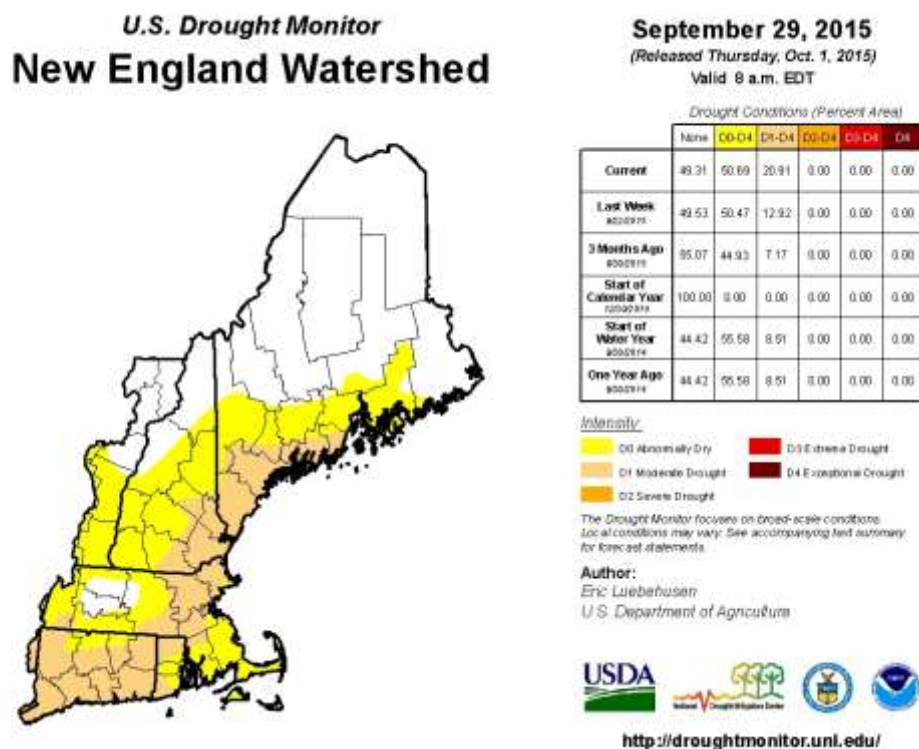 U.S. Drought Monitor
New England Watershed
September 29, 2015
(Released Thursday, Oct. 1, 2015)
Valid 8 a.m. EDT
Drought Conditions (Percent Area)
None D0-D4 D1-D4 D2-D4 D3-D4 D4
Current 49.31 50.69 20.91 0.00 0.00 0.00
Last Week 49.53 50.47 12.92 0.00 0.00 0.00
3 Months Ago 55.07 44.93 7.17 0.00 0.00 0.00
Start of
Calendar Year 100.00 0.00 0.00 0.00 0.00 0.00
Start of
Water Year 44.42 55.58 8.51 0.00 0.00 0.00
One Year Ago 44.42 55.58 8.51 0.00 0.00 0.00
Intensity:
D0 Abnormally Dry
D1 Moderate Drought
D2 Severe Drought
D3 Extreme Drought
D4 Exceptional Drought
The Drought Monitor focuses on broad-scale conditions.
Local conditions may vary. See accompanying text summary
for forecast statements.
Author:
Eric Luebehusen
U.S. Department of Agriculture
USDA
National Drought Mitigation Center
http://droughtmonitor.unl.edu/